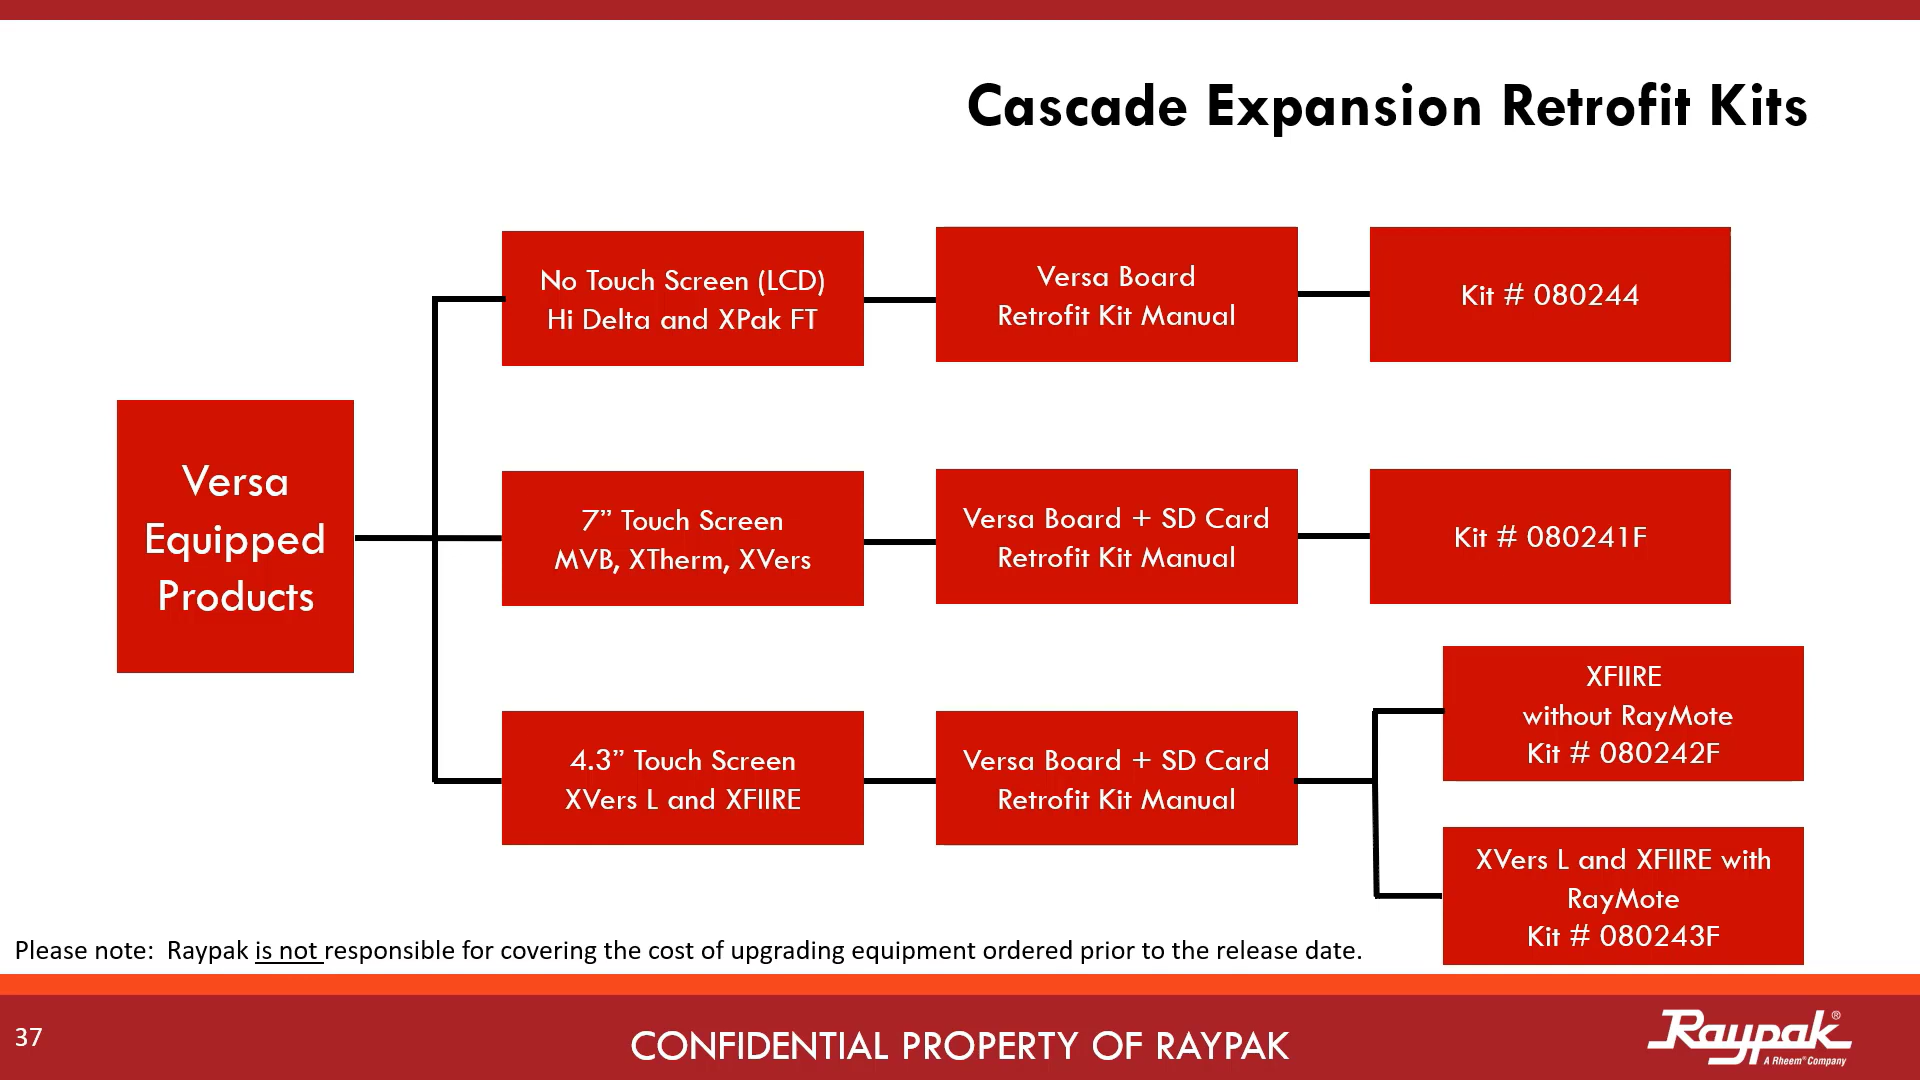 Cascade Expansion Retrofit Kits
Versa
Equipped
Products
No Touch Screen (LCD)
Hi Delta and XPak FT
Versa Board
Retrofit Kit Manual
Kit # 080244
7” Touch Screen
MVB, XTherm, XVers
Versa Board + SD Card
Retrofit Kit Manual
Kit # 080241F
4.3” Touch Screen
XVers L and XFIIRE
Versa Board + SD Card
Retrofit Kit Manual
XFIIRE
without RayMote
Kit # 080242F
XVers L and XFIIRE with
RayMote
Kit # 080243F
Please note:  Raypak is not responsible for covering the cost of upgrading equipment ordered prior to the release date.
37
CONFIDENTIAL PROPERTY OF RAYPAK
Raypak®
A Rheem® Company